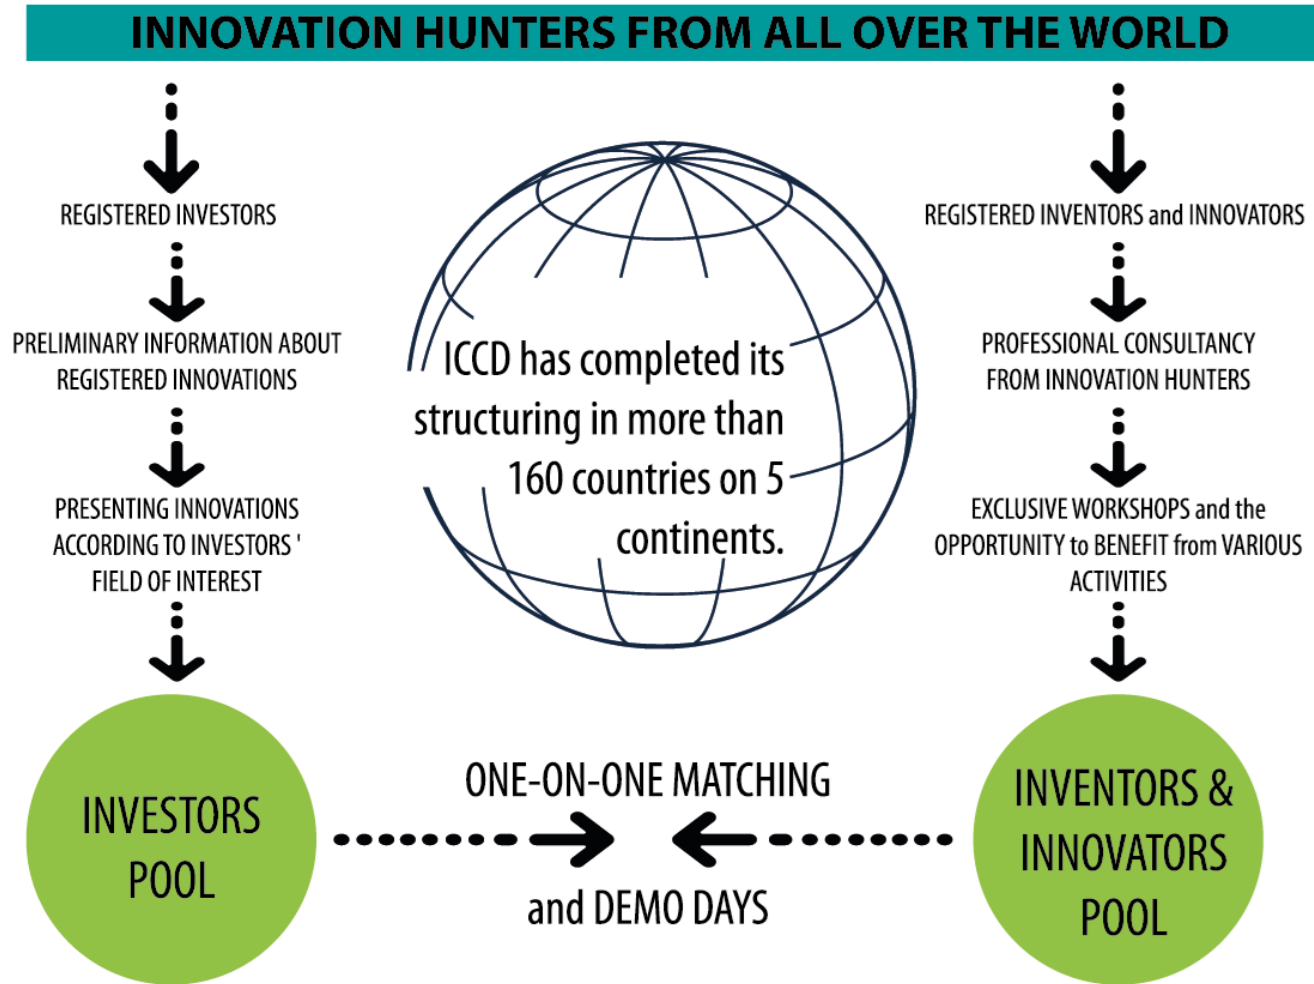 INNOVATION HUNTERS FROM ALL OVER THE WORLD
REGISTERED INVESTORS
PRELIMINARY INFORMATION ABOUT
REGISTERED INNOVATIONS
PRESENTING INNOVATIONS
ACCORDING TO INVESTORS '
FIELD OF INTEREST
INVESTORS
POOL
ICCD has completed its
structuring in more than
160 countries on 5
continents.
ONE-ON-ONE MATCHING
and DEMO DAYS
REGISTERED INVENTORS and INNOVATORS
PROFESSIONAL CONSULTANCY
FROM INNOVATION HUNTERS
EXCLUSIVE WORKSHOPS and the
OPPORTUNITY to BENEFIT from VARIOUS
ACTIVITIES
INVENTORS &
INNOVATORS
POOL